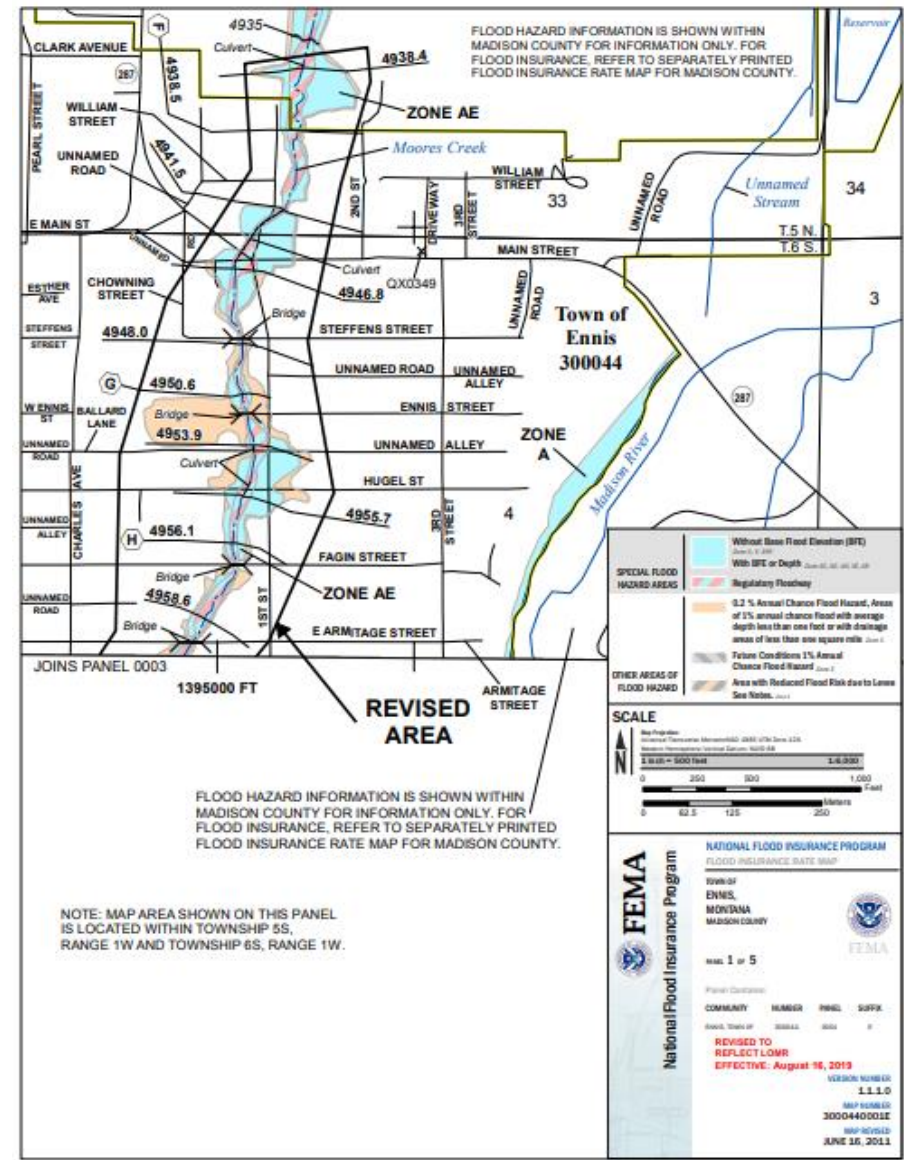 4935
Culvert
F
FLOOD HAZARD INFORMATION IS SHOWN WITHIN
MADISON COUNTY FOR INFORMATION ONLY. FOR
FLOOD INSURANCE, REFER TO SEPARATELY PRINTED
FLOOD INSURANCE RATE MAP FOR MADISON COUNTY.
Reservoir
CLARK AVENUE
4938.4
287
4938.5
PEARL STREET
WILLIAM
STREET
ZONE AE
UNNAMED
ROAD
4941.5
Moores Creek
2ND ST
WILLIAM
STREET
33
DRIVEWAY
3RD
STREET
UNNAMED
ROAD
Unnamed
Stream
34
E MAIN ST
RD
UNNAMED
T.5 N.
T.6 S.
MAIN STREET
Culvert
QX0349
ESTHER
AVE
CHOWNING
STREET
4946.8
UNNAMED
ROAD
3
Town of
Ennis
300044
Bridge
STEFFENS
STREET
4948.0
STEFFENS STREET
UNNAMED ROAD
UNNAMED
ALLEY
G
4950.6
287
W ENNIS
ST
BALLARD
LANE
Bridge
ENNIS STREET
4953.9
UNNAMED
ROAD
UNNAMED ALLEY
ZONE
A
Madison River
Culvert
HUGEL ST
CHARLES AVE
3RD
STREET
4
UNNAMED
ALLEY
4955.7
H
4956.1
FAGIN STREET
Bridge
ZONE AE
UNNAMED
ROAD
4958.6
1ST ST
Bridge
E ARMITAGE STREET
JOINS PANEL 0003
1395000 FT
ARMITAGE
STREET
REVISED
AREA
FLOOD HAZARD INFORMATION IS SHOWN WITHIN
MADISON COUNTY FOR INFORMATION ONLY. FOR
FLOOD INSURANCE, REFER TO SEPARATELY PRINTED
FLOOD INSURANCE RATE MAP FOR MADISON COUNTY.
NOTE: MAP AREA SHOWN ON THIS PANEL
IS LOCATED WITHIN TOWNSHIP 5S,
RANGE 1W AND TOWNSHIP 6S, RANGE 1W.
SPECIAL FLOOD
HAZARD AREAS
Without Base Flood Elevation (BFE)
With BFE or Depth
Regulatory Floodway
OTHER AREAS OF
FLOOD HAZARD
0.2 % Annual Chance Flood Hazard, Areas
of 1% annual chance flood with average
depth less than one foot or with drainage
areas of less than one square mile
Future Conditions 1% Annual
Chance Flood Hazard
Area with Reduced Flood Risk due to Levee
See Notes.
SCALE
N
Map Projection:
1 inch = 500 feet 1:6,000
0 250 500 1,000
Feet
Meters
0 62.5 125 250
FEMA
National Flood Insurance Program
NATIONAL FLOOD INSURANCE PROGRAM
FLOOD INSURANCE RATE MAP
TOWN OF
ENNIS,
MONTANA
MADISON COUNTY
FEMA
PANEL 1 OF 5
Panel Contains:
COMMUNITY NUMBER PANEL SUFFIX
REVISED TO
REFLECT LOMR
EFFECTIVE: August 16, 2019
VERSION NUMBER
1.1.1.0
MAP NUMBER
3000440001E
MAP REVISED
JUNE 16, 2011